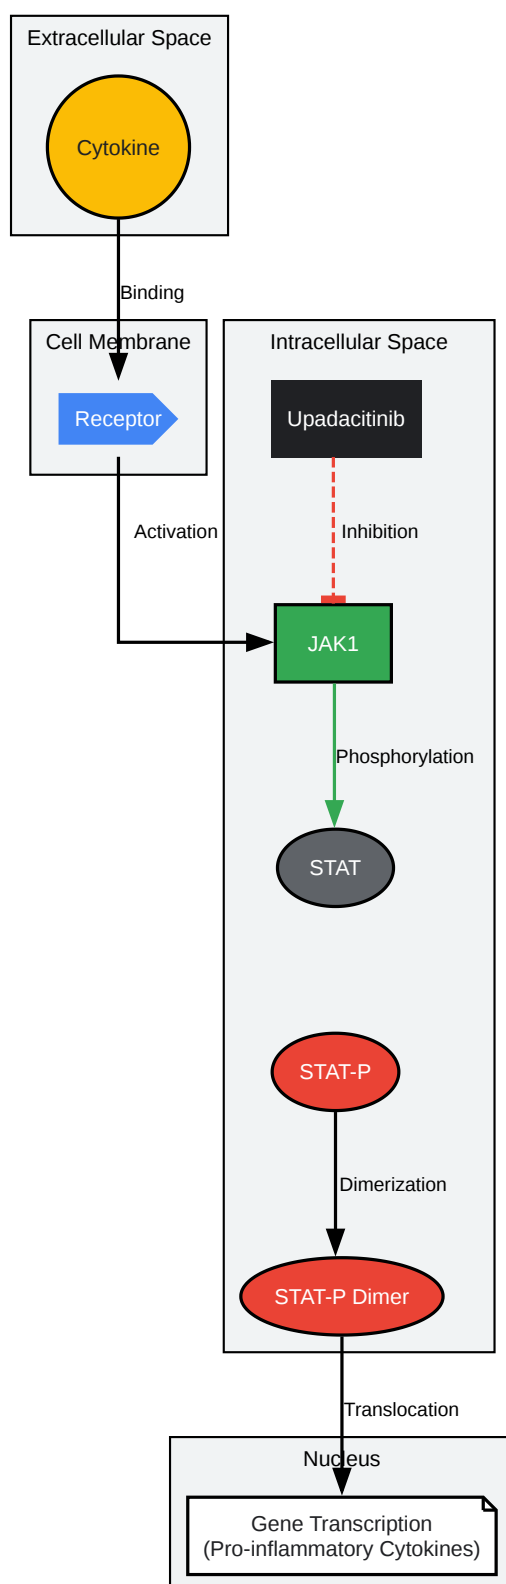 Extracellular Space
Cytokine
Binding
Cell Membrane
Receptor
Intracellular Space
Upadacitinib
Activation
Inhibition
JAK1
Phosphorylation
STAT
STAT-P
Dimerization
STAT-P Dimer
Translocation
Nucleus
Gene Transcription
(Pro-inflammatory Cytokines)